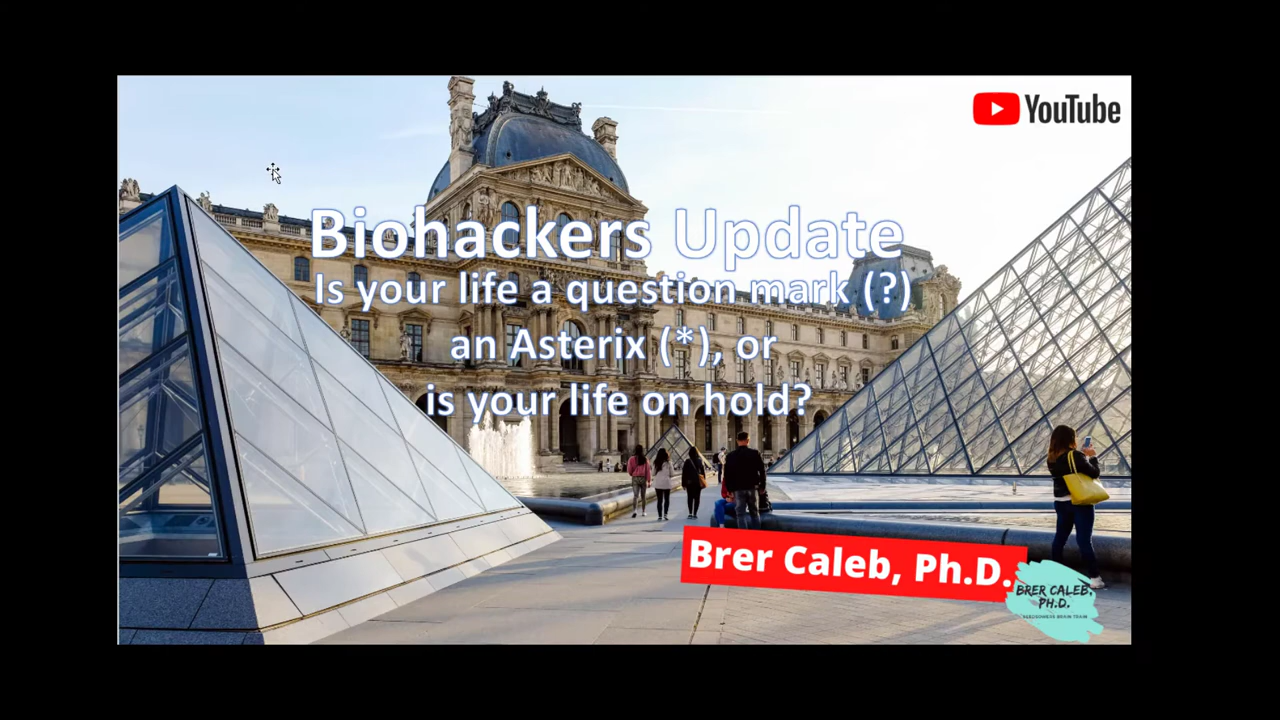 YouTube
Biohackers Update
Is your life a question mark (?)
an Asterix (*), or
is your life on hold?
Brer Caleb, Ph.D.
BRER CALEB,
PH.D.